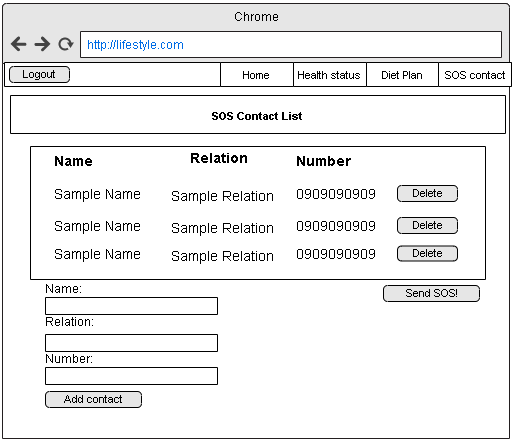 Chrome
http://lifestyle.com
Logout Home Health status Diet Plan SOS contact
SOS Contact List
Name Relation Number
Sample Name Sample Relation 0909090909 Delete
Sample Name Sample Relation 0909090909 Delete
Sample Name Sample Relation 0909090909 Delete
Name: Send SOS!
Relation:
Number:
Add contact